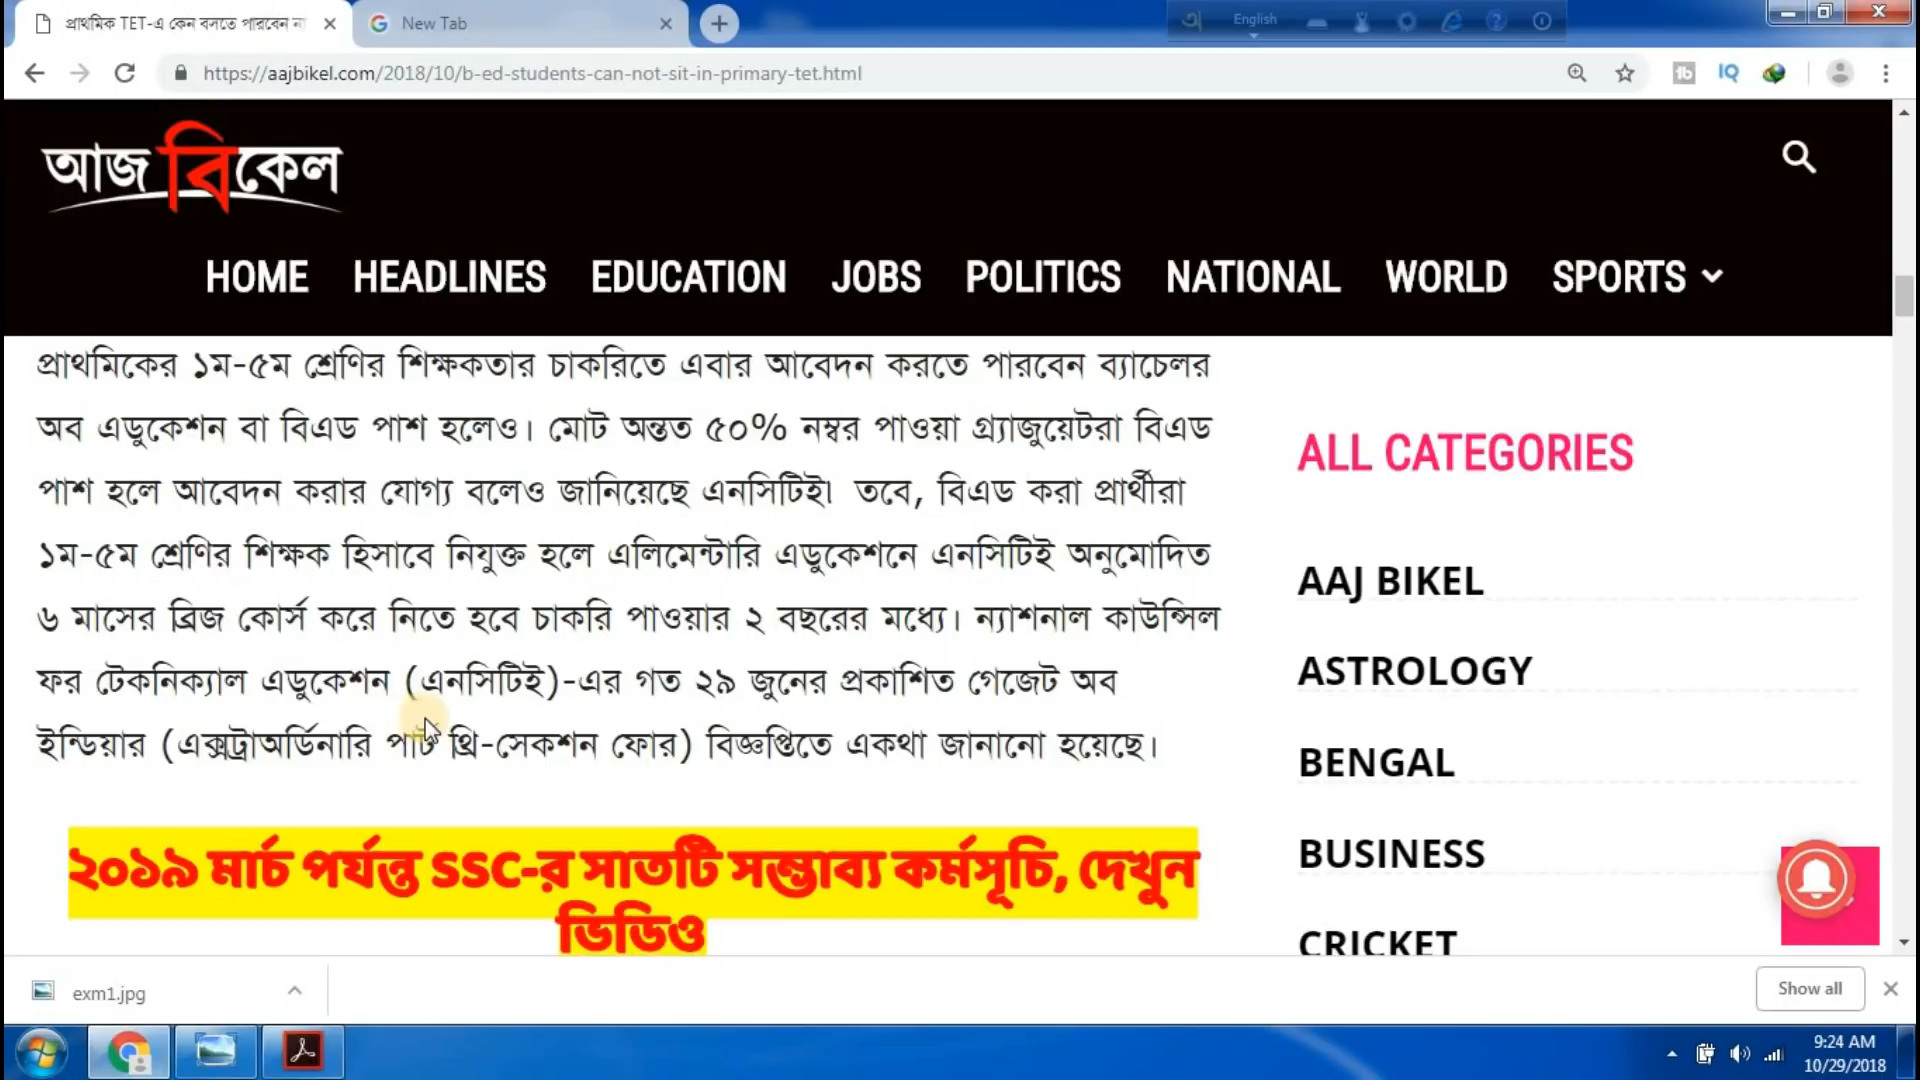 প্রাথমিক TET-এ কেন বসতে পারবেন না
New Tab
English
https://aajbikel.com/2018/10/b-ed-students-can-not-sit-in-primary-tet.html
আজ বিকেল
HOME HEADLINES EDUCATION JOBS POLITICS NATIONAL WORLD SPORTS
প্রাথমিকের ১ম-৫ম শ্রেণির শিক্ষকতার চাকরিতে এবার আবেদন করতে পারবেন ব্যাচেলর
অব এডুকেশন বা বিএড পাশ হলেও। মোট অন্তত ৫০% নম্বর পাওয়া গ্র্যাজুয়েটরা বিএড
পাশ হলে আবেদন করার যোগ্য বলেও জানিয়েছে এনসিটিই৷ তবে, বিএড করা প্রার্থীরা
১ম-৫ম শ্রেণির শিক্ষক হিসাবে নিযুক্ত হলে এলিমেন্টারি এডুকেশনে এনসিটিই অনুমোদিত
৬ মাসের ব্রিজ কোর্স করে নিতে হবে চাকরি পাওয়ার ২ বছরের মধ্যে। ন্যাশনাল কাউন্সিল
ফর টেকনিক্যাল এডুকেশন (এনসিটিই)-এর গত ২৯ জুনের প্রকাশিত গেজেট অব
ইন্ডিয়ার (এক্সট্রাঅর্ডিনারি পার্ট থ্রি-সেকশন ফোর) বিজ্ঞপ্তিতে একথা জানানো হয়েছে।
২০১৯ মার্চ পর্যন্ত SSC-র সাতটি সম্ভাব্য কর্মসূচি, দেখুন
ভিডিও
ALL CATEGORIES
AAJ BIKEL
ASTROLOGY
BENGAL
BUSINESS
CRICKET
exm1.jpg
Show all
9:24 AM
10/29/2018